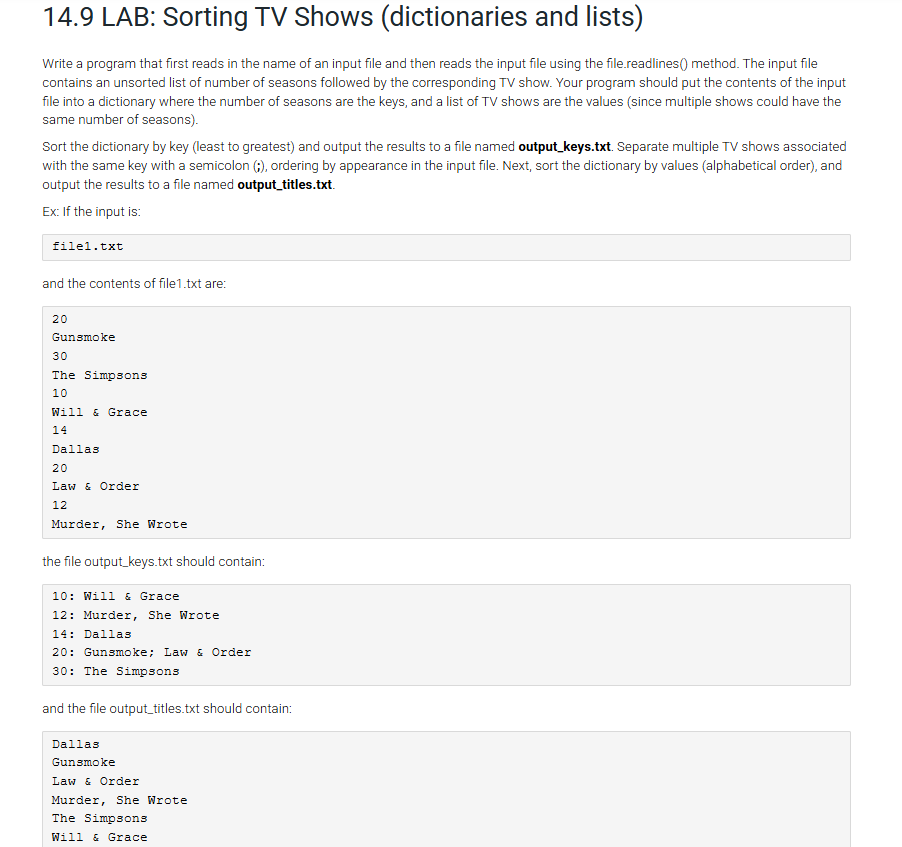 14.9 LAB: Sorting TV Shows (dictionaries and lists)
Write a program that first reads in the name of an input file and then reads the input file using the file.readlines() method. The input file
contains an unsorted list of number of seasons followed by the corresponding TV show. Your program should put the contents of the input
file into a dictionary where the number of seasons are the keys, and a list of TV shows are the values (since multiple shows could have the
same number of seasons).
Sort the dictionary by key (least to greatest) and output the results to a file named output_keys.txt. Separate multiple TV shows associated
with the same key with a semicolon (;), ordering by appearance in the input file. Next, sort the dictionary by values (alphabetical order), and
output the results to a file named output_titles.txt.
Ex: If the input is:
file1.txt
and the contents of file1.txt are:
20
Gunsmoke
30
The Simpsons
10
Will & Grace
14
Dallas
20
Law & Order
12
Murder, She Wrote
the file output_keys.txt should contain:
10: Will & Grace
12: Murder, She Wrote
14: Dallas
20: Gunsmoke; Law & Order
30: The Simpsons
and the file output_titles.txt should contain:
Dallas
Gunsmoke
Law & Order
Murder, She Wrote
The Simpsons
Will & Grace